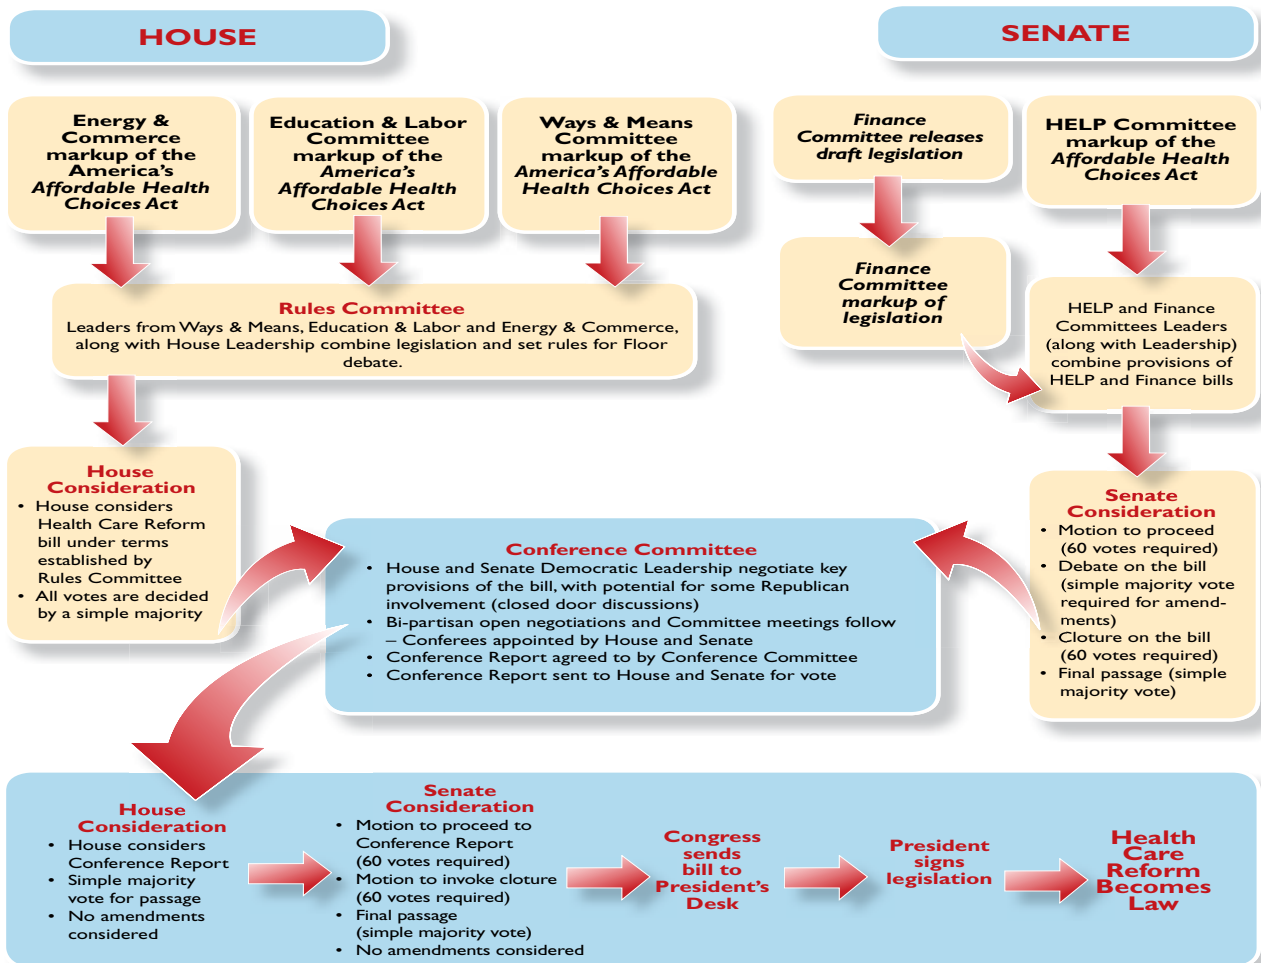 HOUSE
SENATE
Energy &
Commerce
markup of the
America's
Affordable Health
Choices Act
Education & Labor
Committee
markup of the
America's
Affordable Health
Choices Act
Ways & Means
Committee
markup of the
America's Affordable
Health Choices Act
Finance
Committee releases
draft legislation
HELP Committee
markup of the
Affordable Health
Choices Act
Rules Committee
Leaders from Ways & Means, Education & Labor and Energy & Commerce,
along with House Leadership combine legislation and set rules for Floor
debate.
Finance
Committee
markup of
legislation
HELP and Finance
Committees Leaders
(along with Leadership)
combine provisions of
HELP and Finance bills
House
Consideration
• House considers
Health Care Reform
bill under terms
established by
Rules Committee
• All votes are decided
by a simple majority
Conference Committee
• House and Senate Democratic Leadership negotiate key
provisions of the bill, with potential for some Republican
involvement (closed door discussions)
• Bi-partisan open negotiations and Committee meetings follow
– Conferees appointed by House and Senate
• Conference Report agreed to by Conference Committee
• Conference Report sent to House and Senate for vote
Senate
Consideration
• Motion to proceed
(60 votes required)
• Debate on the bill
(simple majority vote
required for amend-
ments)
• Cloture on the bill
(60 votes required)
• Final passage (simple
majority vote)
House
Consideration
• House considers
Conference Report
• Simple majority
vote for passage
• No amendments
considered
Senate
Consideration
• Motion to proceed to
Conference Report
(60 votes required)
• Motion to invoke cloture
(60 votes required)
• Final passage
(simple majority vote)
• No amendments considered
Congress
sends
bill to
President's
Desk
President
signs
legislation
Health
Care
Reform
Becomes
Law